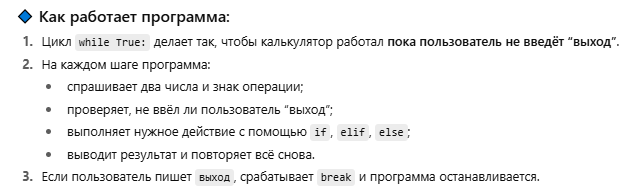 Как работает программа:
1. Цикл while True: делает так, чтобы калькулятор работал пока пользователь не введёт “выход”.
2. На каждом шаге программа:
• спрашивает два числа и знак операции;
• проверяет, не ввёл ли пользователь “выход”;
• выполняет нужное действие с помощью if, elif, else;
• выводит результат и повторяет всё снова.
3. Если пользователь пишет выход, срабатывает break и программа останавливается.